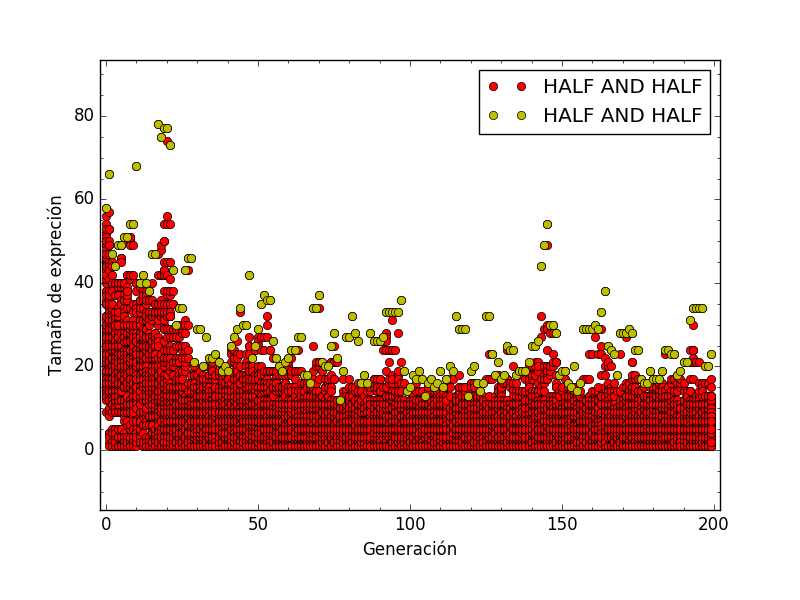 HALF AND HALF
HALF AND HALF
80
60
40
20
0
Tamaño de expreción
0 50 100 150 200
Generación